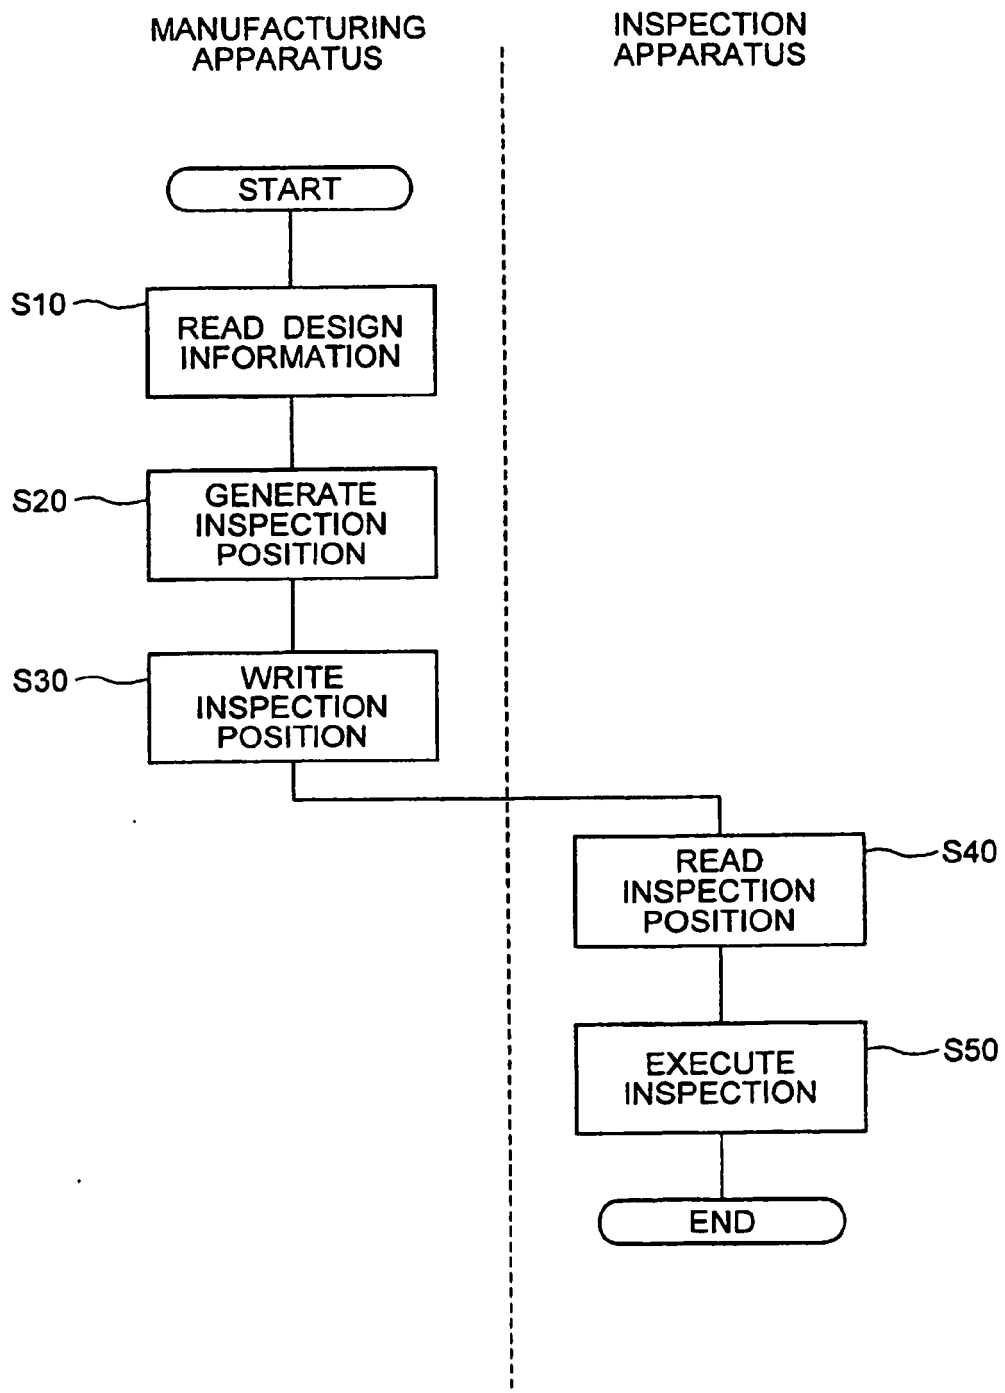 MANUFACTURING
APPARATUS
INSPECTION
APPARATUS
START
S10
READ DESIGN
INFORMATION
S20
GENERATE
INSPECTION
POSITION
S30
WRITE
INSPECTION
POSITION
READ
INSPECTION
POSITION
S40
EXECUTE
INSPECTION
S50
END